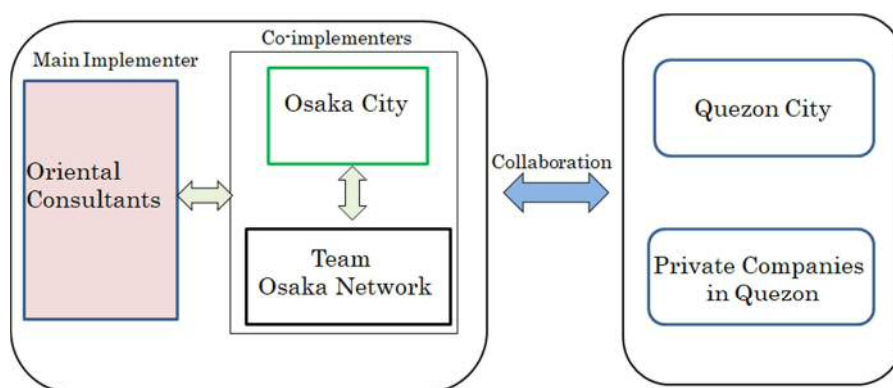 Co-implementers
Main Implementer
Osaka City
Oriental
Consultants
Team
Osaka Network
Collaboration
Quezon City
Private Companies
in Quezon